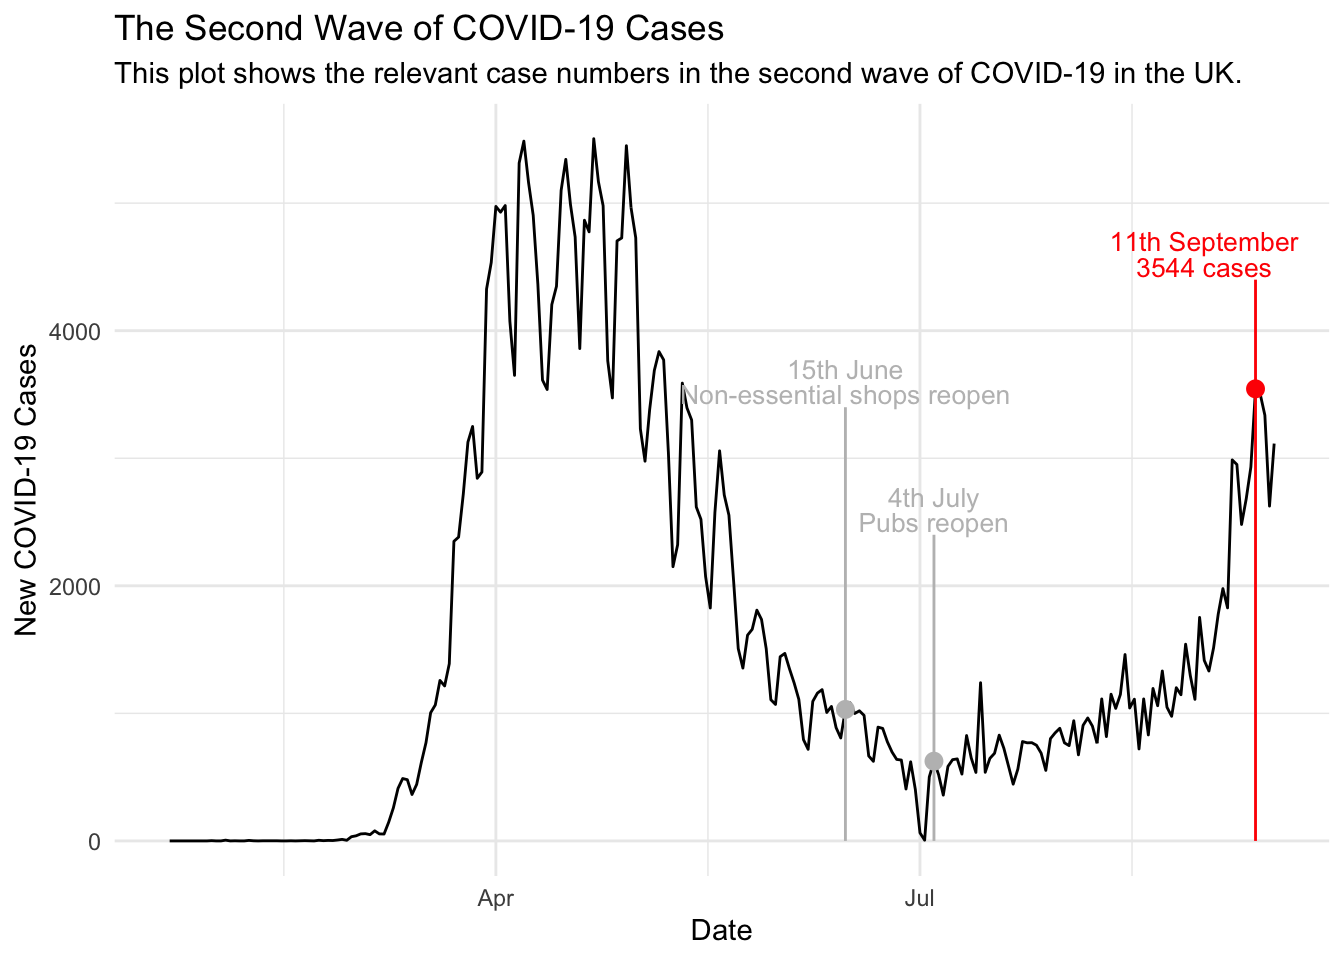 The Second Wave of COVID-19 Cases
This plot shows the relevant case numbers in the second wave of COVID-19 in the UK.
New COVID-19 Cases
4000
2000
0
11th September
3544 cases
15th June
Non-essential shops reopen
4th July
Pubs reopen
Apr
Jul
Date